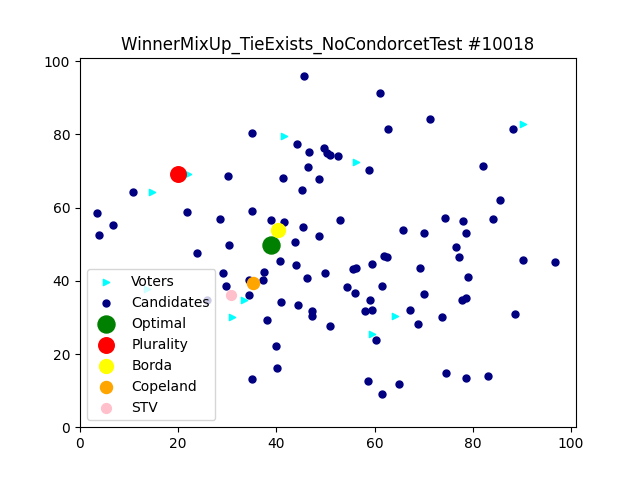 WinnerMixUp_TieExists_NoCondorcetTest #10018
100
80
60
40
20
0
Voters
Candidates
Optimal
Plurality
Borda
Copeland
STV
0 20 40 60 80 100